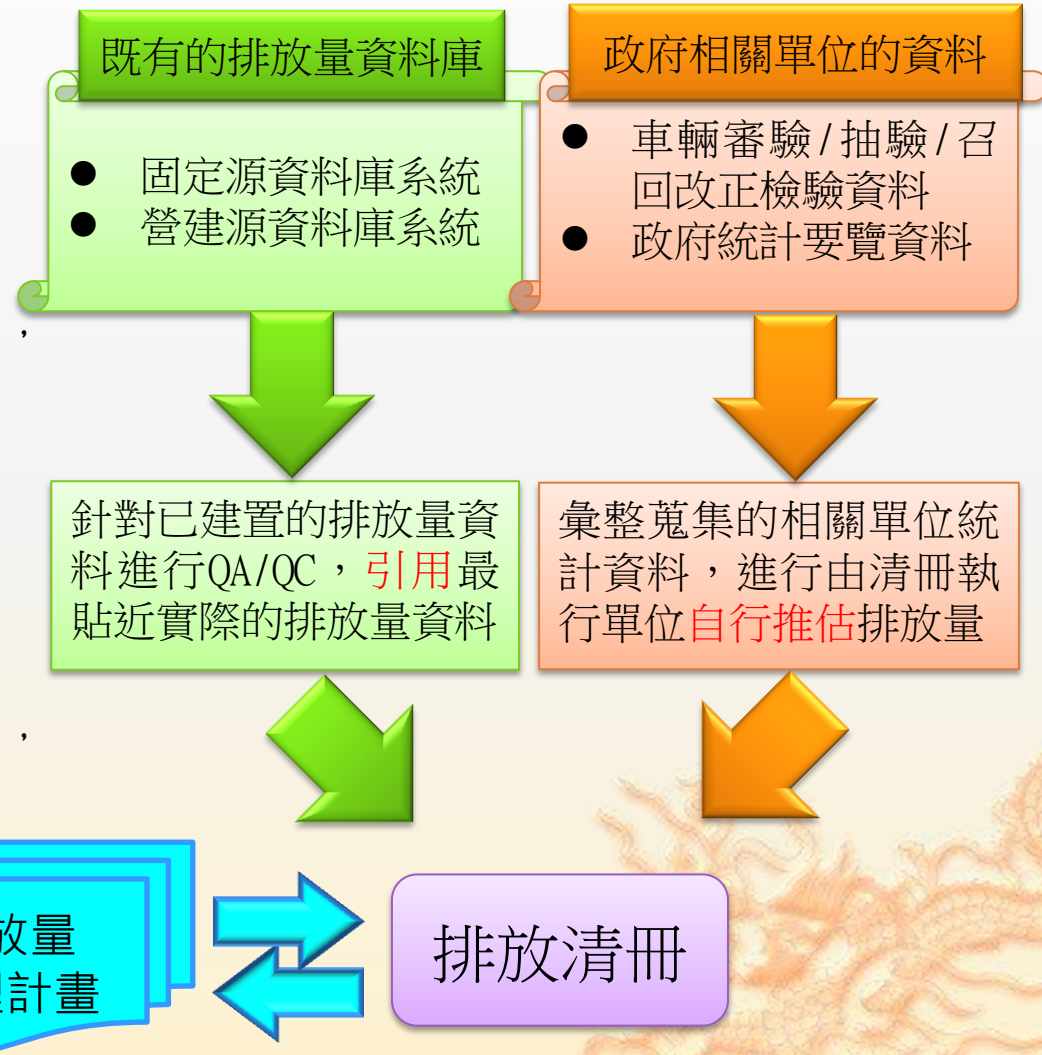 既有的排放量資料庫
● 固定源資料庫系統
● 營建源資料庫系統
政府相關單位的資料
● 車輛審驗/抽驗/召
回改正檢驗資料
● 政府統計要覽資料
,
針對已建置的排放量資
料進行QA/QC，引用最
貼近實際的排放量資料
彙整蒐集的相關單位統
計資料，進行由清冊執
行單位自行推估排放量
,
放量
計畫
排放清冊